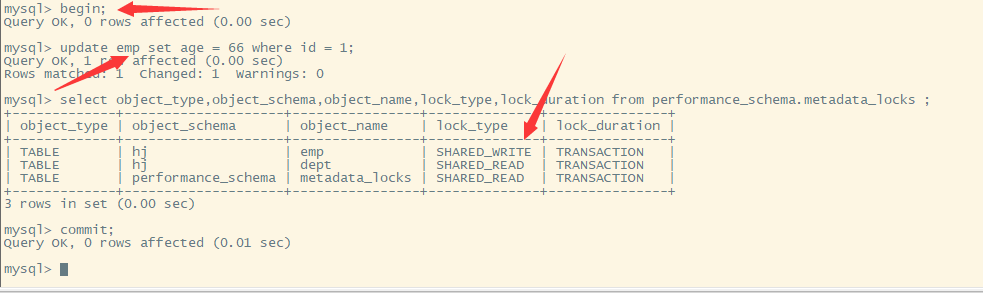 mysql> begin;
Query OK, 0 rows affected (0.00 sec)
mysql> update emp set age = 66 where id = 1;
Query OK, 1 row affected (0.00 sec)
Rows matched: 1  Changed: 1  Warnings: 0
mysql> select object_type,object_schema,object_name,lock_type,lock_duration from performance_schema.metadata_locks ;
+-------------+--------------------+----------------+--------------+---------------+
| object_type | object_schema      | object_name    | lock_type    | lock_duration |
+-------------+--------------------+----------------+--------------+---------------+
| TABLE       | hj                 | emp            | SHARED_WRITE | TRANSACTION   |
| TABLE       | hj                 | dept           | SHARED_READ  | TRANSACTION   |
| TABLE       | performance_schema | metadata_locks | SHARED_READ  | TRANSACTION   |
+-------------+--------------------+----------------+--------------+---------------+
3 rows in set (0.00 sec)
mysql> commit;
Query OK, 0 rows affected (0.01 sec)
mysql>